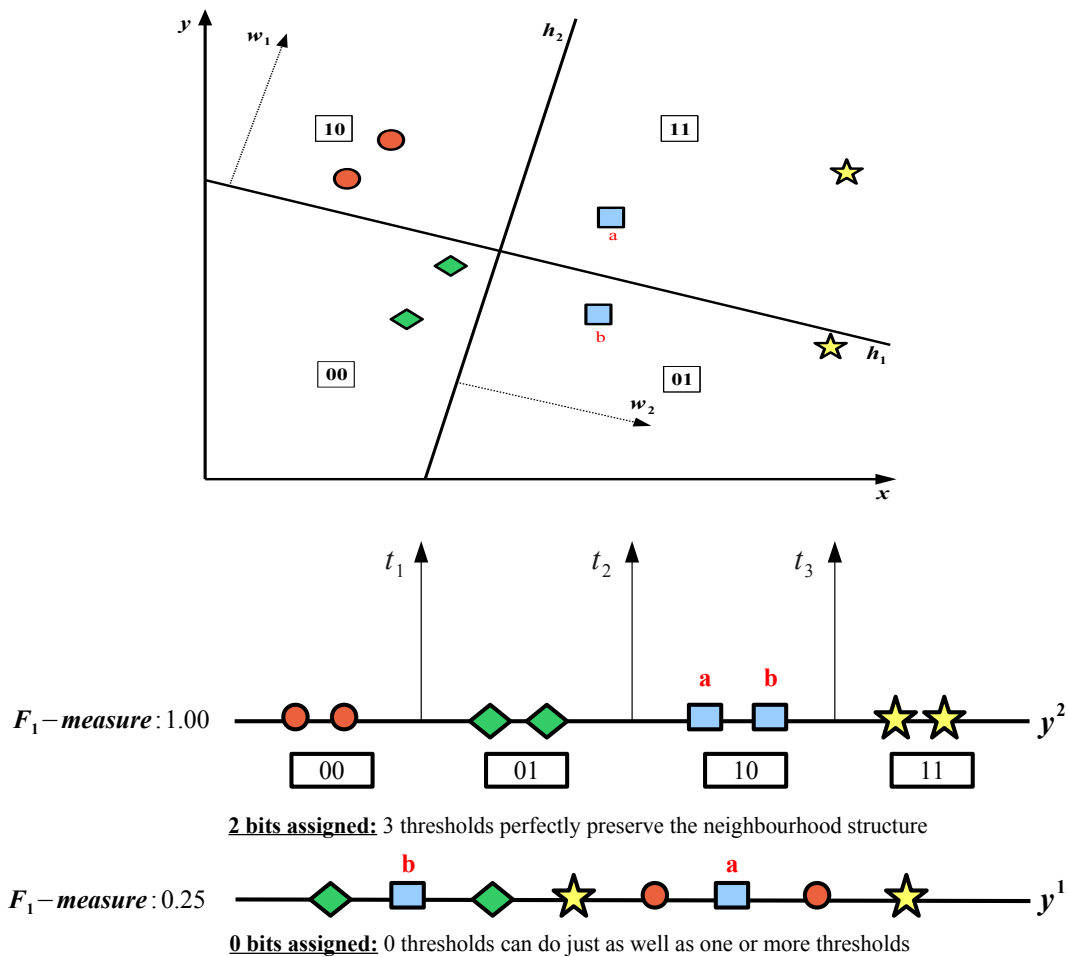 y
w₁
h₂
10
11
a
b
h₁
00
01
w₂
x
t₁
t₂
t₃
a b
F₁−measure:1.00
y²
00 01 10 11
2 bits assigned: 3 thresholds perfectly preserve the neighbourhood structure
b a
F₁−measure:0.25
y¹
0 bits assigned: 0 thresholds can do just as well as one or more thresholds